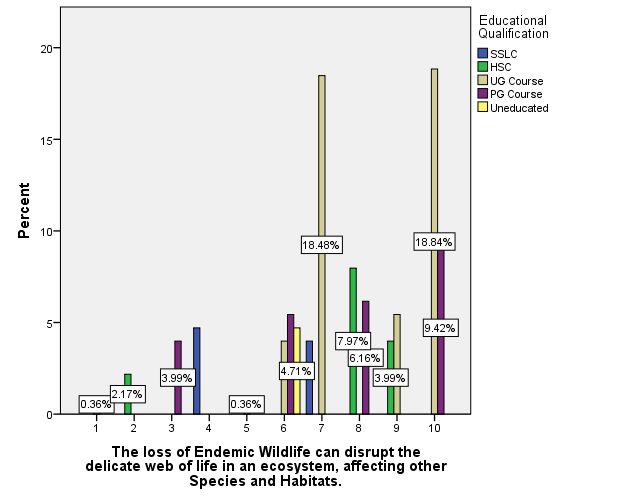 Educational
Qualification
SSLC
HSC
UG Course
PG Course
Uneducated
Percent
20
15
10
5
0
18.48%
18.84%
9.42%
7.97%
6.16%
4.71%
3.99%
3.99%
2.17%
0.36%
0.36%
1 2 3 4 5 6 7 8 9 10
The loss of Endemic Wildlife can disrupt the
delicate web of life in an ecosystem, affecting other
Species and Habitats.